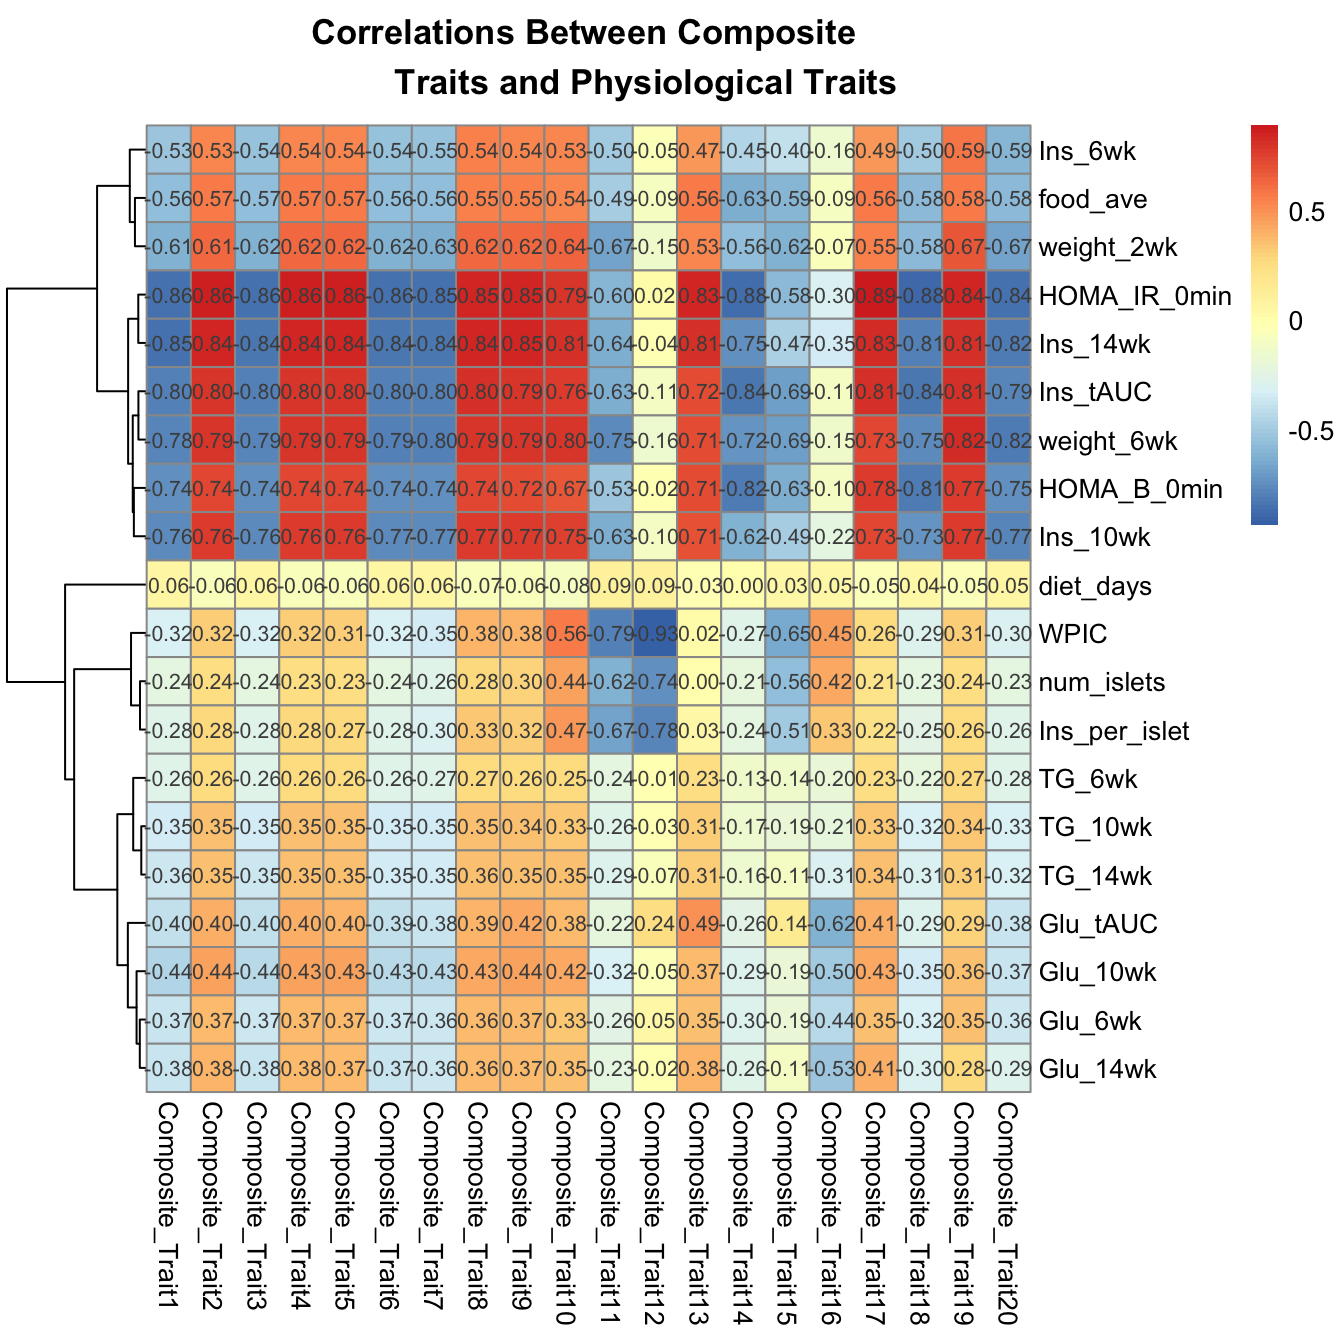 Correlations Between Composite
Traits and Physiological Traits
-0.53 0.53 -0.54 0.54 0.54 -0.54 -0.55 0.54 0.54 0.53 -0.50 -0.05 0.47 -0.45 -0.40 -0.16 0.49 -0.50 0.59 -0.59 Ins_6wk
-0.56 0.57 -0.57 0.57 0.57 -0.56 -0.56 0.55 0.55 0.54 -0.49 -0.09 0.56 -0.63 -0.59 -0.09 0.56 -0.58 0.58 -0.58 food_ave
-0.61 0.61 -0.62 0.62 0.62 -0.62 -0.63 0.62 0.62 0.64 -0.67 -0.15 0.53 -0.56 -0.62 -0.07 0.55 -0.58 0.67 -0.67 weight_2wk
-0.86 0.86 -0.86 0.86 0.86 -0.86 -0.85 0.85 0.85 0.79 -0.60 0.02 0.83 -0.88 -0.58 -0.30 0.89 -0.88 0.84 -0.84 HOMA_IR_0min
-0.85 0.84 -0.84 0.84 0.84 -0.84 -0.84 0.84 0.85 0.81 -0.64 -0.04 0.81 -0.75 -0.47 -0.35 0.83 -0.81 0.81 -0.82 Ins_14wk
-0.80 0.80 -0.80 0.80 0.80 -0.80 -0.80 0.80 0.79 0.76 -0.63 -0.11 0.72 -0.84 -0.69 -0.11 0.81 -0.84 0.81 -0.79 Ins_tAUC
-0.78 0.79 -0.79 0.79 0.79 -0.79 -0.80 0.79 0.79 0.80 -0.75 -0.16 0.71 -0.72 -0.69 -0.15 0.73 -0.75 0.82 -0.82 weight_6wk
-0.74 0.74 -0.74 0.74 0.74 -0.74 -0.74 0.74 0.72 0.67 -0.53 -0.02 0.71 -0.82 -0.63 -0.10 0.78 -0.81 0.77 -0.75 HOMA_B_0min
-0.76 0.76 -0.76 0.76 0.76 -0.77 -0.77 0.77 0.77 0.75 -0.63 -0.10 0.71 -0.62 -0.49 -0.22 0.73 -0.73 0.77 -0.77 Ins_10wk
0.06 -0.06 0.06 -0.06 -0.06 0.06 0.06 -0.07 -0.06 -0.08 0.09 0.09 -0.03 0.00 0.03 0.05 -0.05 0.04 -0.05 0.05 diet_days
-0.32 0.32 -0.32 0.32 0.31 -0.32 -0.35 0.38 0.38 0.56 -0.79 -0.93 0.02 -0.27 -0.65 0.45 0.26 -0.29 0.31 -0.30 WPIC
-0.24 0.24 -0.24 0.23 0.23 -0.24 -0.26 0.28 0.30 0.44 -0.62 -0.74 0.00 -0.21 -0.56 0.42 0.21 -0.23 0.24 -0.23 num_islets
-0.28 0.28 -0.28 0.28 0.27 -0.28 -0.30 0.33 0.32 0.47 -0.67 -0.78 0.03 -0.24 -0.51 0.33 0.22 -0.25 0.26 -0.26 Ins_per_islet
-0.26 0.26 -0.26 0.26 0.26 -0.26 -0.27 0.27 0.26 0.25 -0.24 -0.01 0.23 -0.13 -0.14 -0.20 0.23 -0.22 0.27 -0.28 TG_6wk
-0.35 0.35 -0.35 0.35 0.35 -0.35 -0.35 0.35 0.34 0.33 -0.26 -0.03 0.31 -0.17 -0.19 -0.21 0.33 -0.32 0.34 -0.33 TG_10wk
-0.36 0.35 -0.35 0.35 0.35 -0.35 -0.35 0.36 0.35 0.35 -0.29 -0.07 0.31 -0.16 -0.11 -0.31 0.34 -0.31 0.31 -0.32 TG_14wk
-0.40 0.40 -0.40 0.40 0.40 -0.39 -0.38 0.39 0.42 0.38 -0.22 0.24 0.49 -0.26 0.14 -0.62 0.41 -0.29 0.29 -0.38 Glu_tAUC
-0.44 0.44 -0.44 0.43 0.43 -0.43 -0.43 0.43 0.44 0.42 -0.32 -0.05 0.37 -0.29 -0.19 -0.50 0.43 -0.35 0.36 -0.37 Glu_10wk
-0.37 0.37 -0.37 0.37 0.37 -0.37 -0.36 0.36 0.37 0.33 -0.26 0.05 0.35 -0.30 -0.19 -0.44 0.35 -0.32 0.35 -0.36 Glu_6wk
-0.38 0.38 -0.38 0.38 0.37 -0.37 -0.36 0.36 0.37 0.35 -0.23 -0.02 0.38 -0.26 -0.11 -0.53 0.41 -0.30 0.28 -0.29 Glu_14wk
Composite_Trait1
Composite_Trait2
Composite_Trait3
Composite_Trait4
Composite_Trait5
Composite_Trait6
Composite_Trait7
Composite_Trait8
Composite_Trait9
Composite_Trait10
Composite_Trait11
Composite_Trait12
Composite_Trait13
Composite_Trait14
Composite_Trait15
Composite_Trait16
Composite_Trait17
Composite_Trait18
Composite_Trait19
Composite_Trait20
0.5
0
-0.5